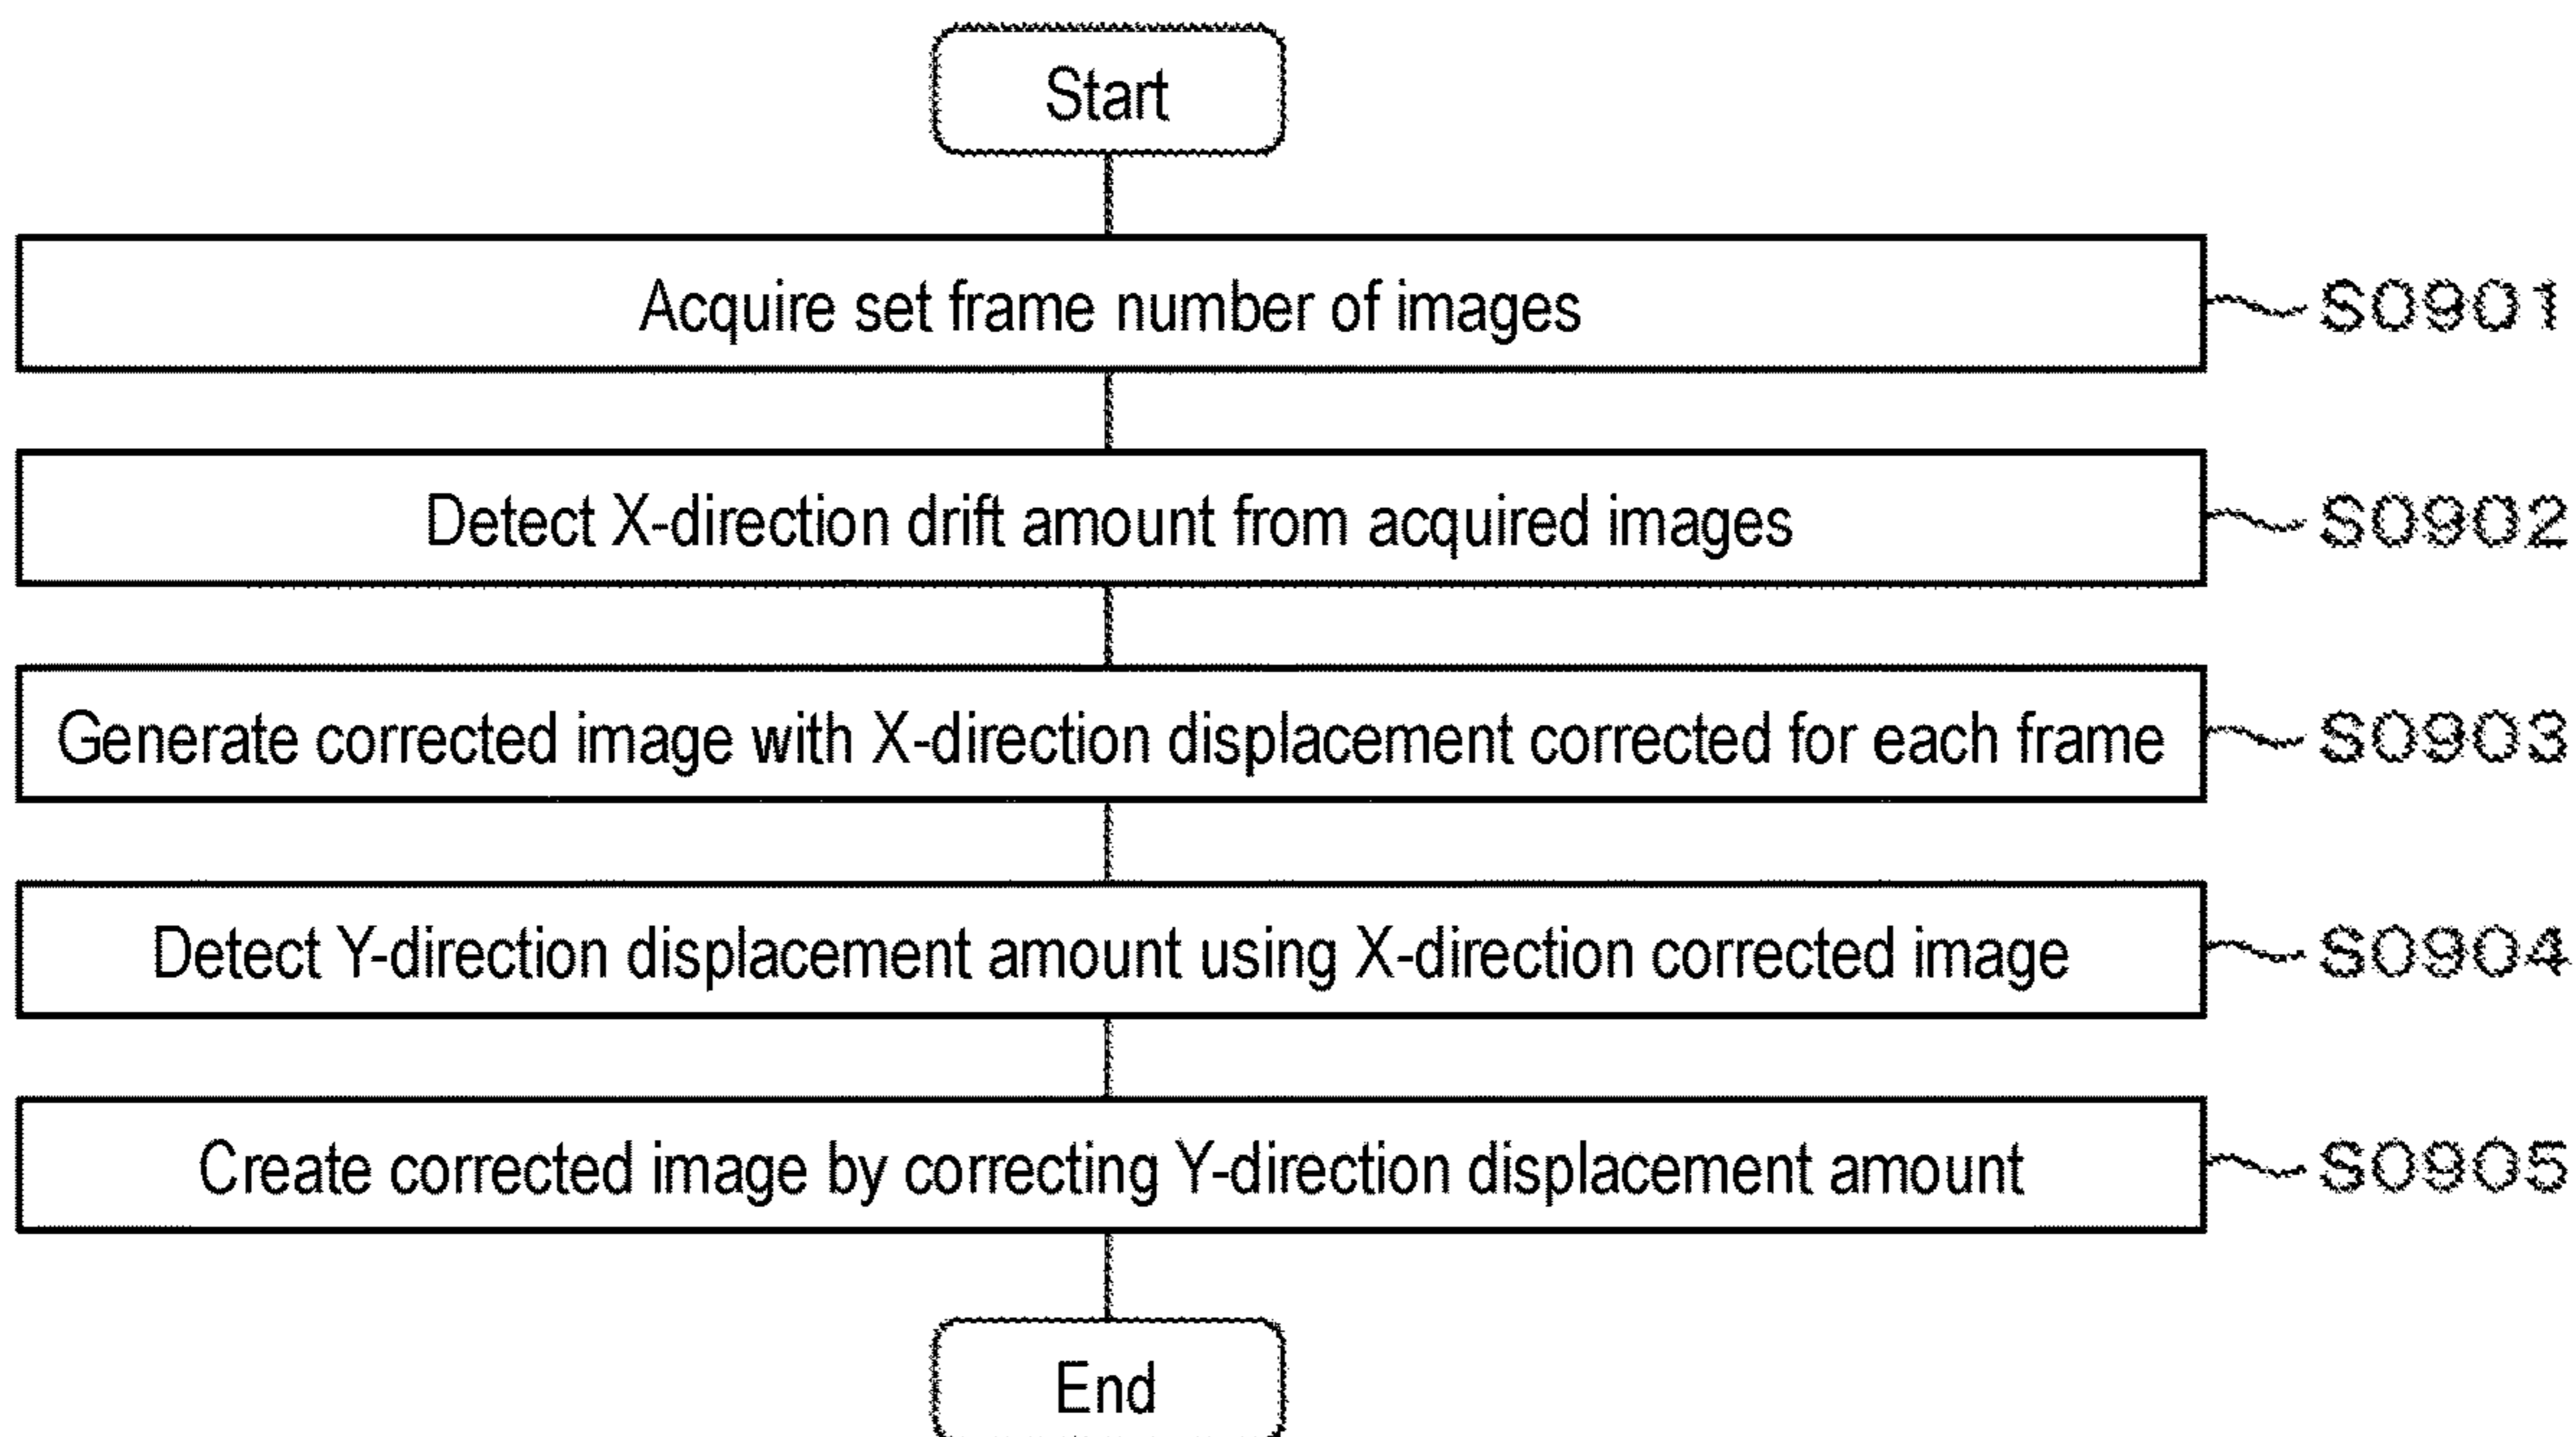 Start
Acquire set frame number of images
S0901
Detect X-direction drift amount from acquired images
S0902
Generate corrected image with X-direction displacement corrected for each frame
S0903
Detect Y-direction displacement amount using X-direction corrected image
S0904
Create corrected image by correcting Y-direction displacement amount
S0905
End